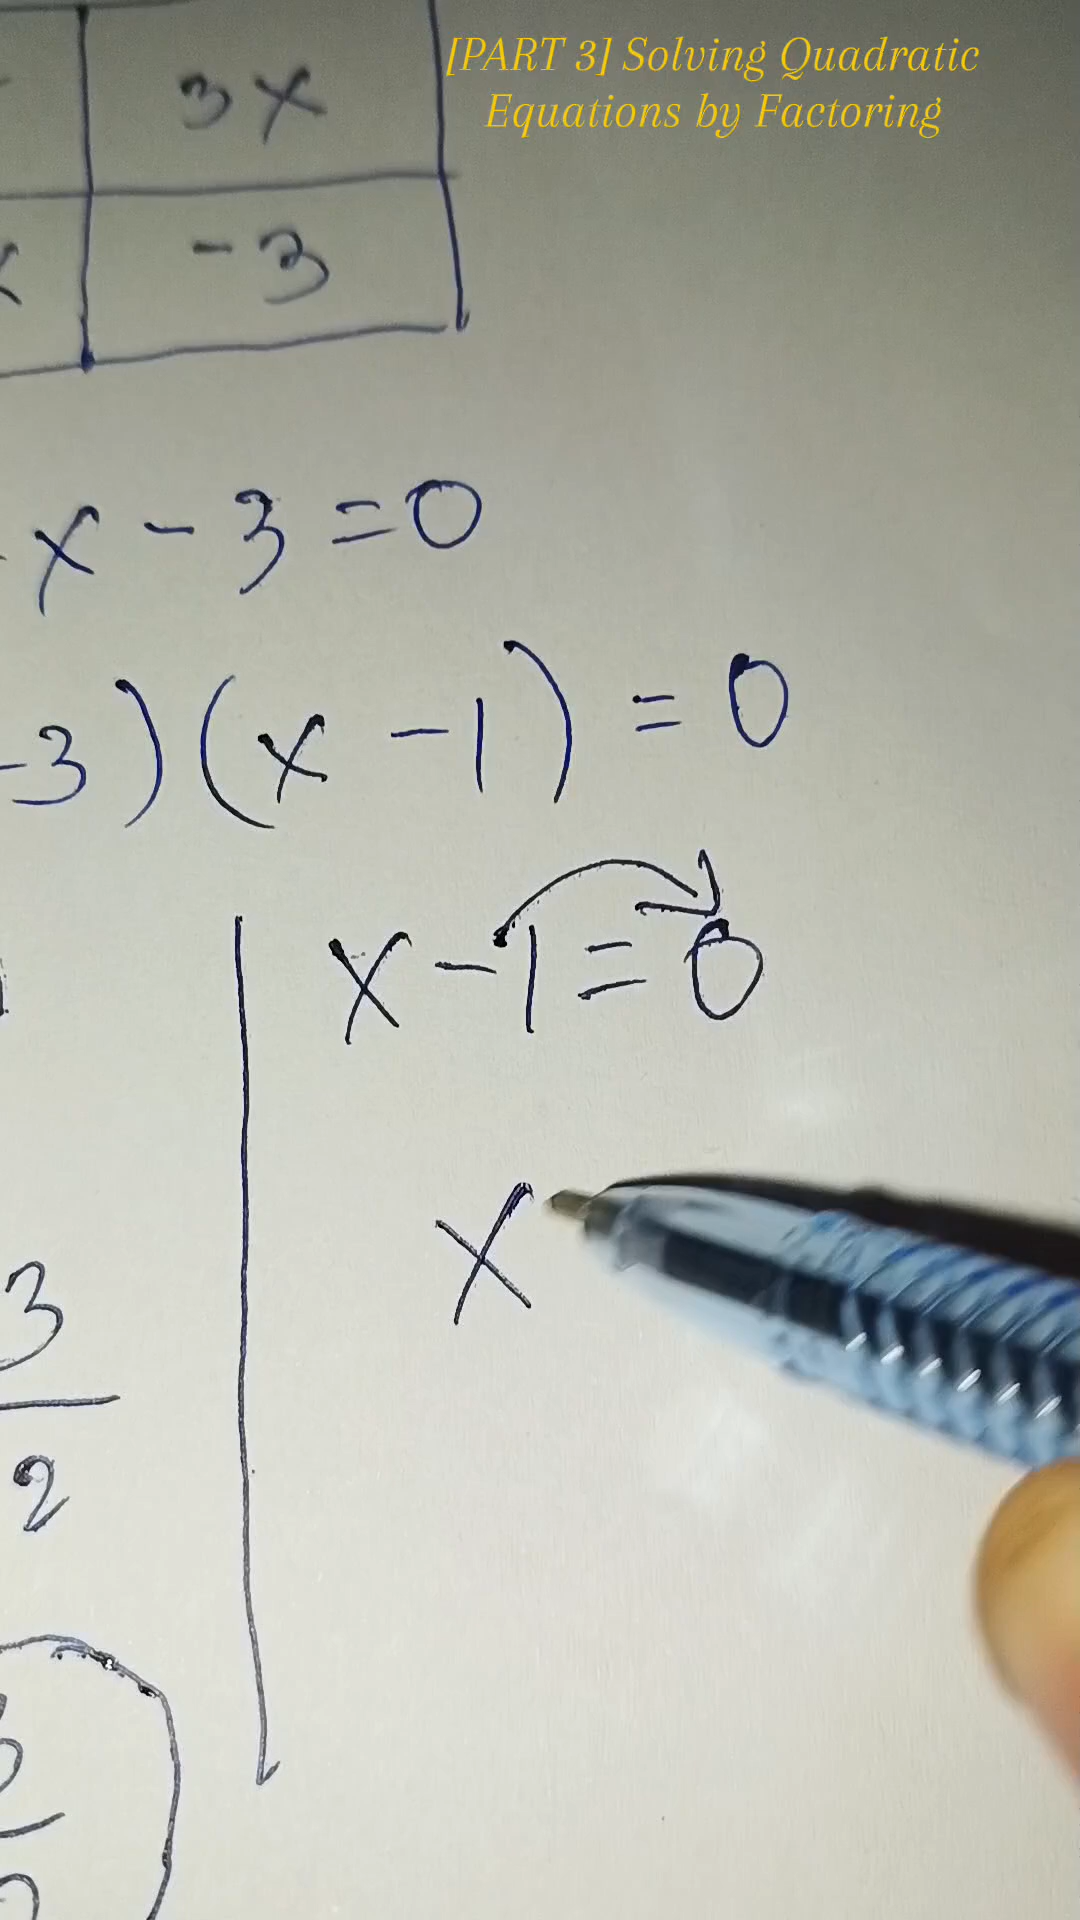 [PART 3] Solving Quadratic
Equations by Factoring
3x
x -3
x - 3 = 0
-3)(x - 1) = 0
x - 1 = 0
x
3
2